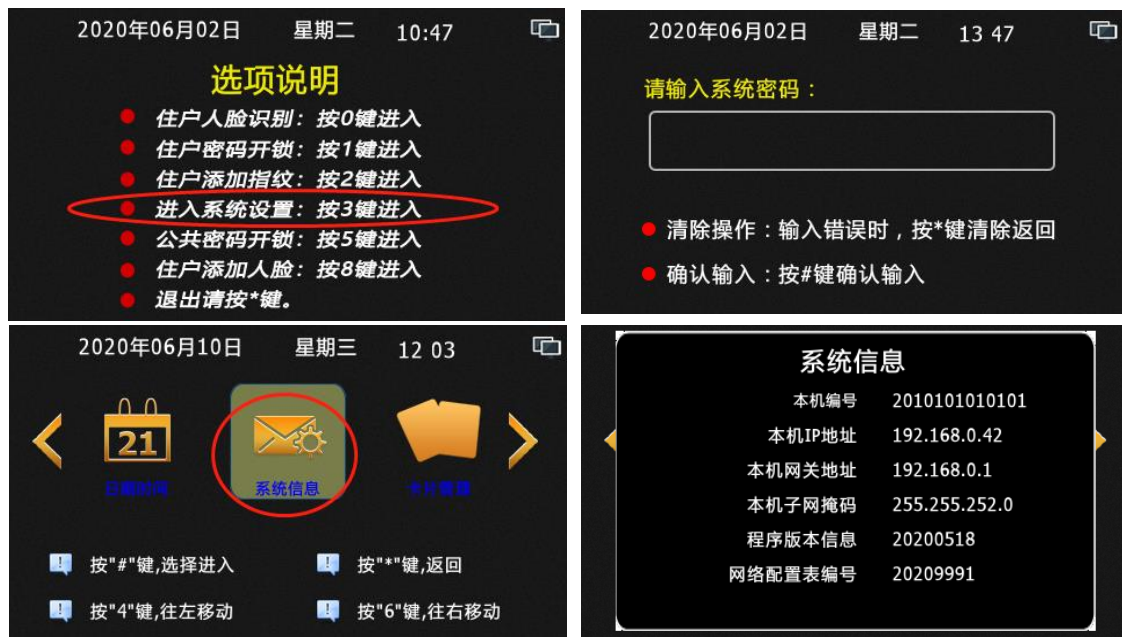 2020年06月02日 星期二 10:47
选项说明
住户人脸识别：按0键进入
住户密码开锁：按1键进入
住户添加指纹：按2键进入
进入系统设置：按3键进入
公共密码开锁：按5键进入
住户添加人脸：按8键进入
退出请按*键。
2020年06月02日 星期二 13 47
请输入系统密码：
清除操作：输入错误时，按*键清除返回
确认输入：按#键确认输入
2020年06月10日 星期三 12 03
21
日期时间 系统信息 卡片管理
按"#"键,选择进入 按"*"键,返回
按"4"键,往左移动 按"6"键,往右移动
系统信息
本机编号 2010101010101
本机IP地址 192.168.0.42
本机网关地址 192.168.0.1
本机子网掩码 255.255.252.0
程序版本信息 20200518
网络配置表编号 20209991